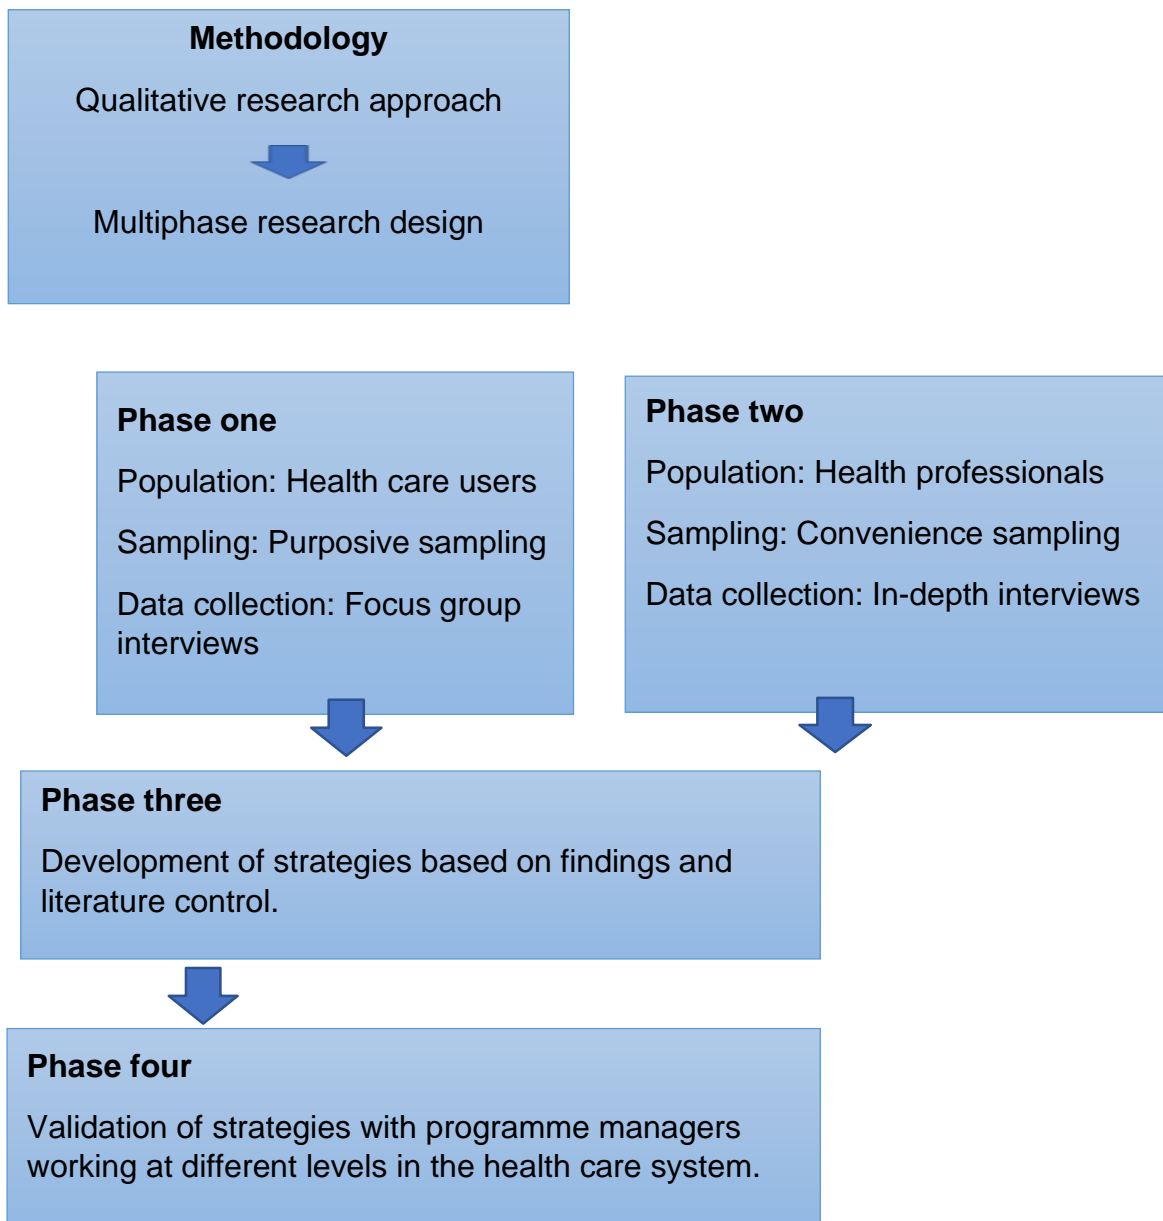 Methodology
Qualitative research approach
Multiphase research design
Phase one
Population: Health care users
Sampling: Purposive sampling
Data collection: Focus group
interviews
Phase two
Population: Health professionals
Sampling: Convenience sampling
Data collection: In-depth interviews
Phase three
Development of strategies based on findings and
literature control.
Phase four
Validation of strategies with programme managers
working at different levels in the health care system.